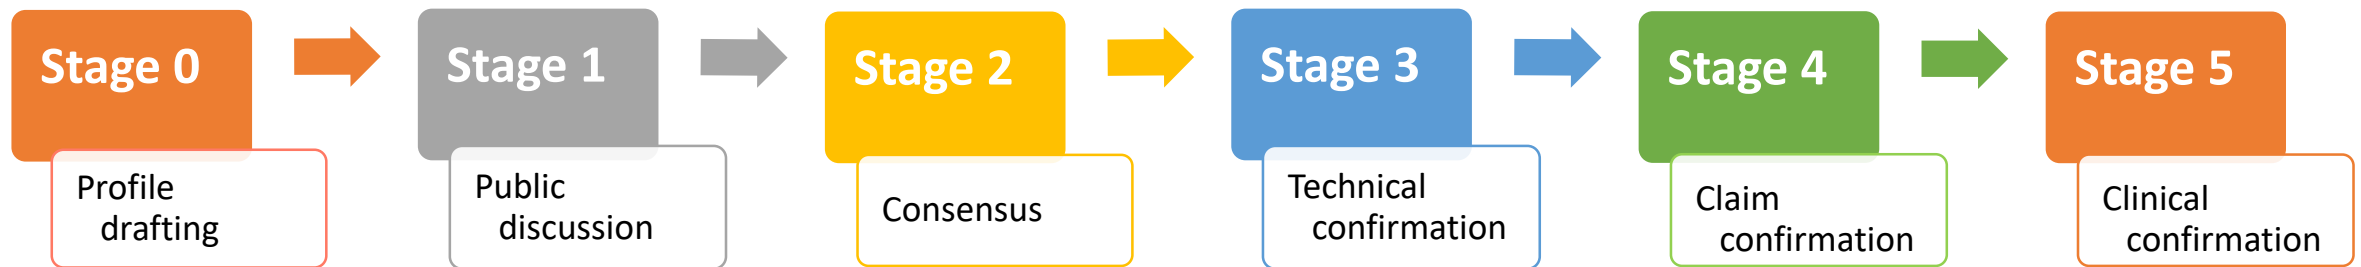 Stage 0
Profile
drafting
Stage 1
Public
discussion
Stage 2
Consensus
Stage 3
Technical
confirmation
Stage 4
Claim
confirmation
Stage 5
Clinical
confirmation